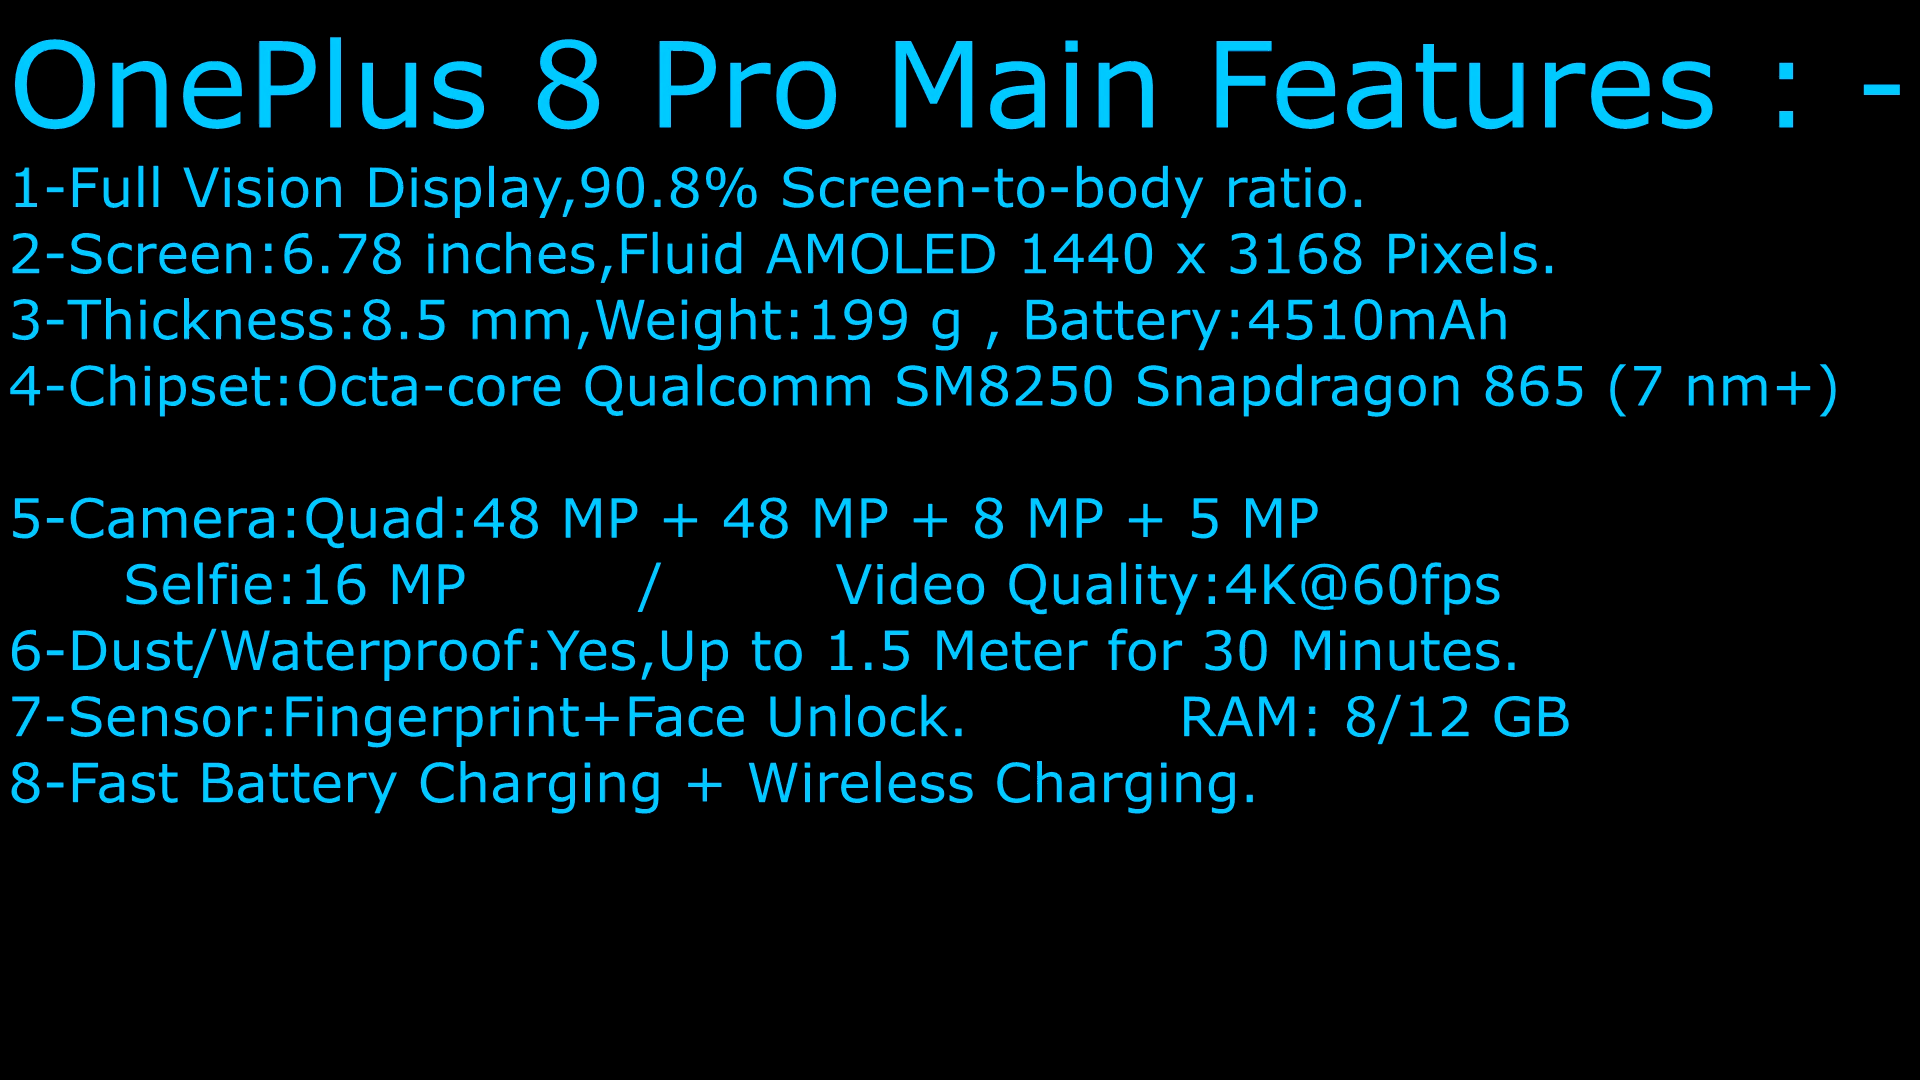 OnePlus 8 Pro Main Features : -
1-Full Vision Display,90.8% Screen-to-body ratio.
2-Screen:6.78 inches,Fluid AMOLED 1440 x 3168 Pixels.
3-Thickness:8.5 mm,Weight:199 g , Battery:4510mAh
4-Chipset:Octa-core Qualcomm SM8250 Snapdragon 865 (7 nm+)
5-Camera:Quad:48 MP + 48 MP + 8 MP + 5 MP
Selfie:16 MP / Video Quality:4K@60fps
6-Dust/Waterproof:Yes,Up to 1.5 Meter for 30 Minutes.
7-Sensor:Fingerprint+Face Unlock. RAM: 8/12 GB
8-Fast Battery Charging + Wireless Charging.